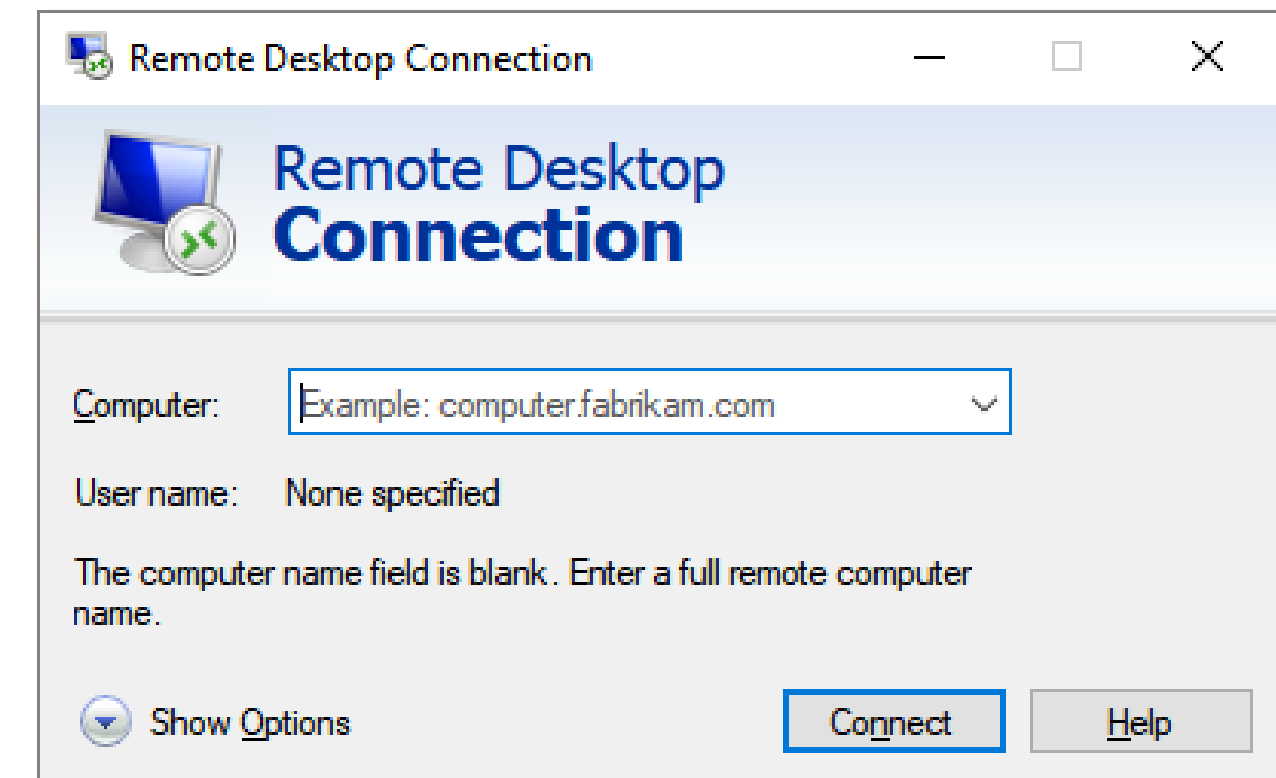 Remote Desktop Connection
Remote Desktop
Connection
Computer: Example: computer.fabrikam.com
User name: None specified
The computer name field is blank. Enter a full remote computer
name.
Show Options Connect Help